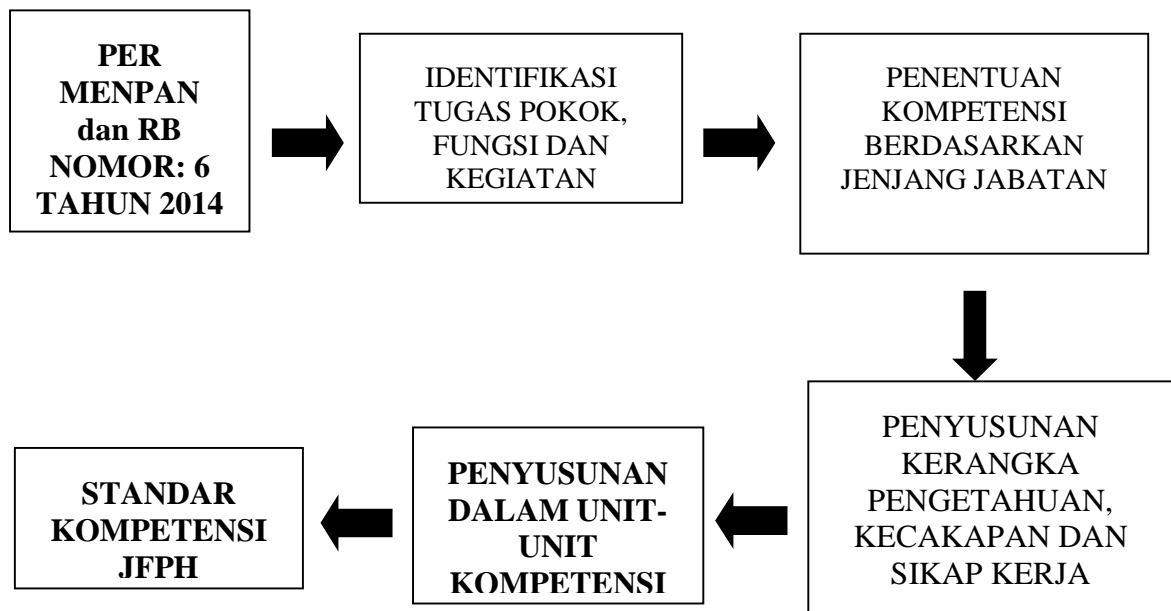 PER
MENPAN
dan RB
NOMOR: 6
TAHUN 2014
IDENTIFIKASI
TUGAS POKOK,
FUNGSI DAN
KEGIATAN
PENENTUAN
KOMPETENSI
BERDASARKAN
JENJANG JABATAN
PENYUSUNAN
KERANGKA
PENGETAHUAN,
KECAKAPAN DAN
SIKAP KERJA
PENYUSUNAN
DALAM UNIT-
UNIT
KOMPETENSI
STANDAR
KOMPETENSI
JFPH